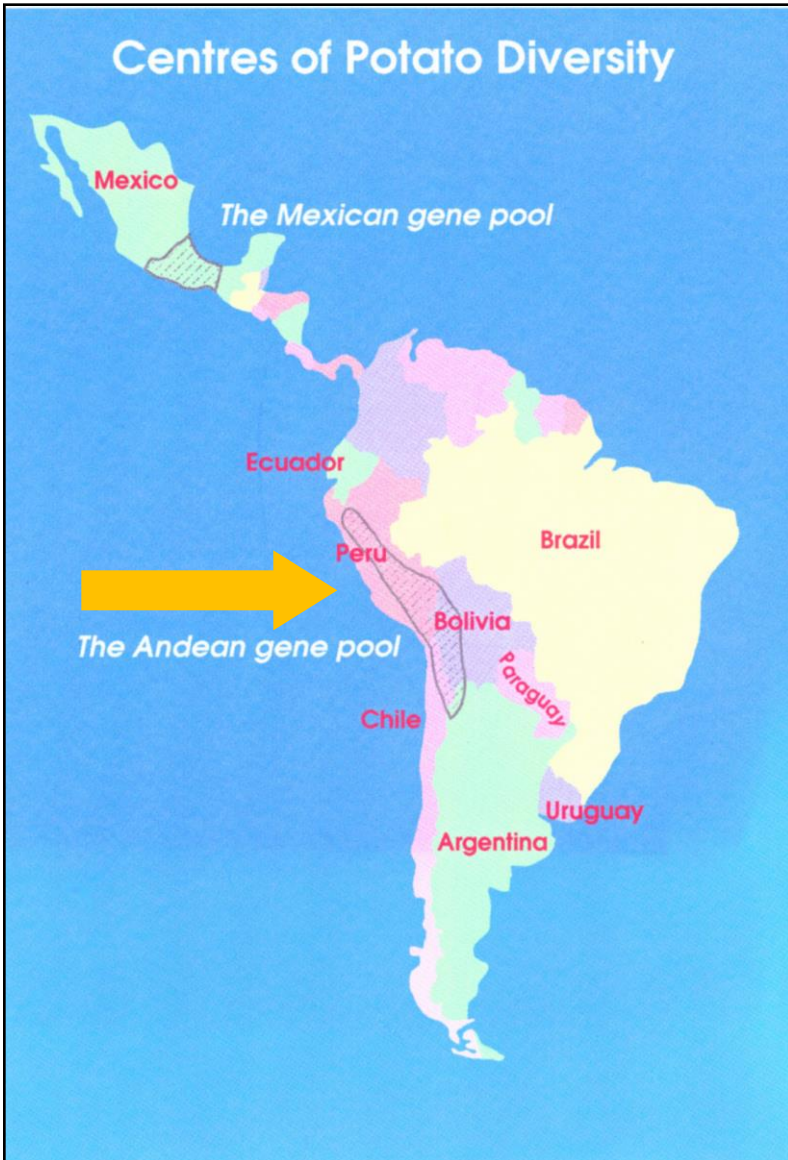 Centres of Potato Diversity
Mexico
The Mexican gene pool
Ecuador
Peru
Brazil
Bolivia
The Andean gene pool
Paraguay
Chile
Uruguay
Argentina